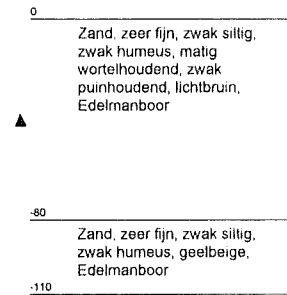 0
Zand, zeer fijn, zwak siltig,
zwak humeus, matig
wortelhoudend, zwak
puinhoudend, lichtbruin,
Edelmanboor
-80
Zand, zeer fijn, zwak siltig,
zwak humeus, geelbeige,
Edelmanboor
-110